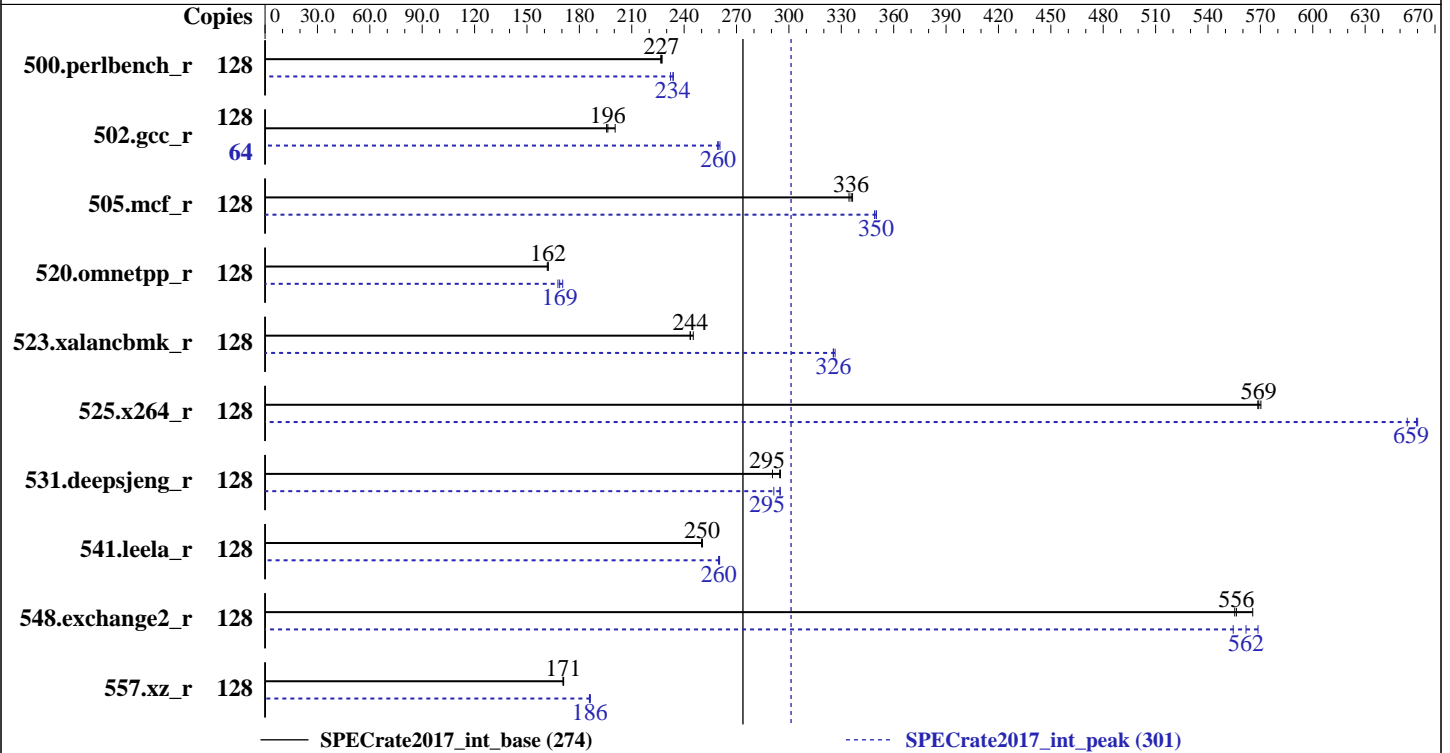 Copies 0 30.0 60.0 90.0 120 150 180 210 240 270 300 330 360 390 420 450 480 510 540 570 600 630 670
227
500.perlbench_r 128
234
128 196
502.gcc_r
64 260
336
505.mcf_r 128
350
162
520.omnetpp_r 128
169
244
523.xalancbmk_r 128
326
569
525.x264_r 128
659
295
531.deepsjeng_r 128
295
250
541.leela_r 128
260
556
548.exchange2_r 128
562
171
557.xz_r 128
186
SPECrate2017_int_base (274) SPECrate2017_int_peak (301)